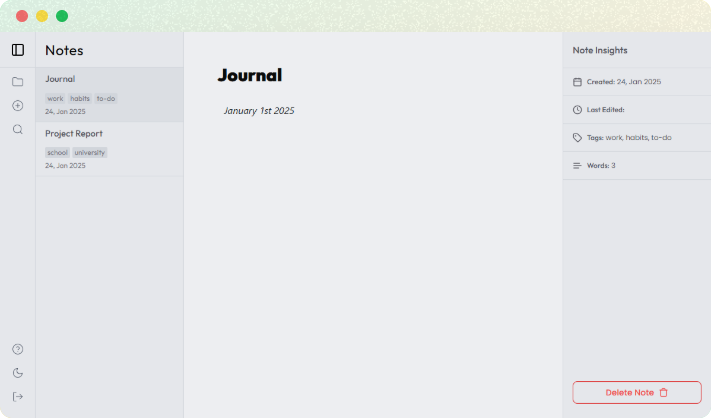 Notes
Journal
work habits to-do
24, Jan 2025
Project Report
school university
24, Jan 2025
Journal
January 1st 2025
Note Insights
Created: 24, Jan 2025
Last Edited:
Tags: work, habits, to-do
Words: 3
Delete Note